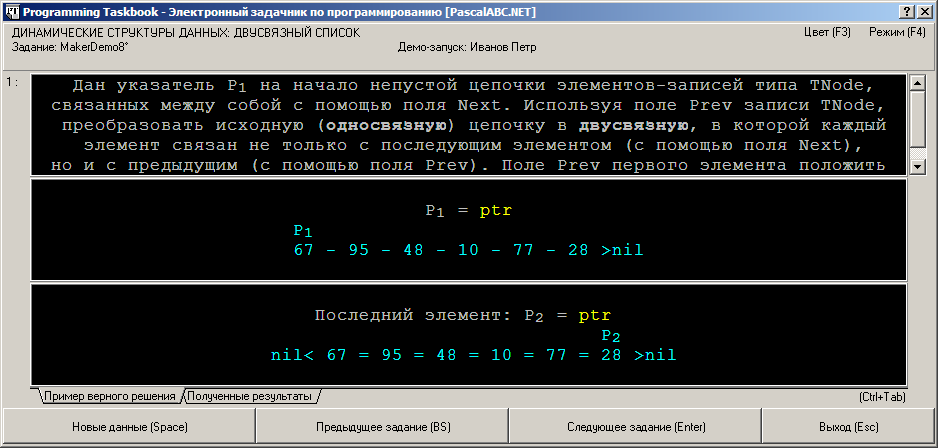 Programming Taskbook - Электронный задачник по программированию [PascalABC.NET]
ДИНАМИЧЕСКИЕ СТРУКТУРЫ ДАННЫХ: ДВУСВЯЗНЫЙ СПИСОК
Цвет (F3) Режим (F4)
Задание: MakerDemo8°
Демо-запуск: Иванов Петр
1:
Дан указатель P1 на начало непустой цепочки элементов-записей типа TNode,
связанных между собой с помощью поля Next. Используя поле Prev записи TNode,
преобразовать исходную (односвязную) цепочку в двусвязную, в которой каждый
элемент связан не только с последующим элементом (с помощью поля Next),
но и с предыдущим (с помощью поля Prev). Поле Prev первого элемента положить
P1 = ptr
P1
67 - 95 - 48 - 10 - 77 - 28 >nil
Последний элемент: P2 = ptr
P2
nil< 67 = 95 = 48 = 10 = 77 = 28 >nil
Пример верного решения Полученные результаты
(Ctrl+Tab)
Новые данные (Space) Предыдущее задание (BS) Следующее задание (Enter) Выход (Esc)